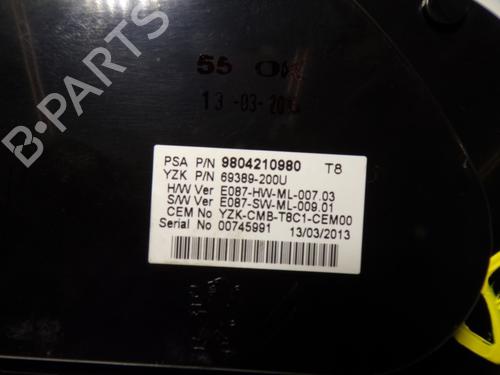 55 OK
13-03-20
PSA P/N 9804210980 T8
YZK P/N 69389-200U
H/W Ver E087-HW-ML-007.03
S/W Ver E087-SW-ML-009.01
CEM No YZK-CMB-T8C1-CEM00
Serial No 00745991 13/03/2013
B-PARTS